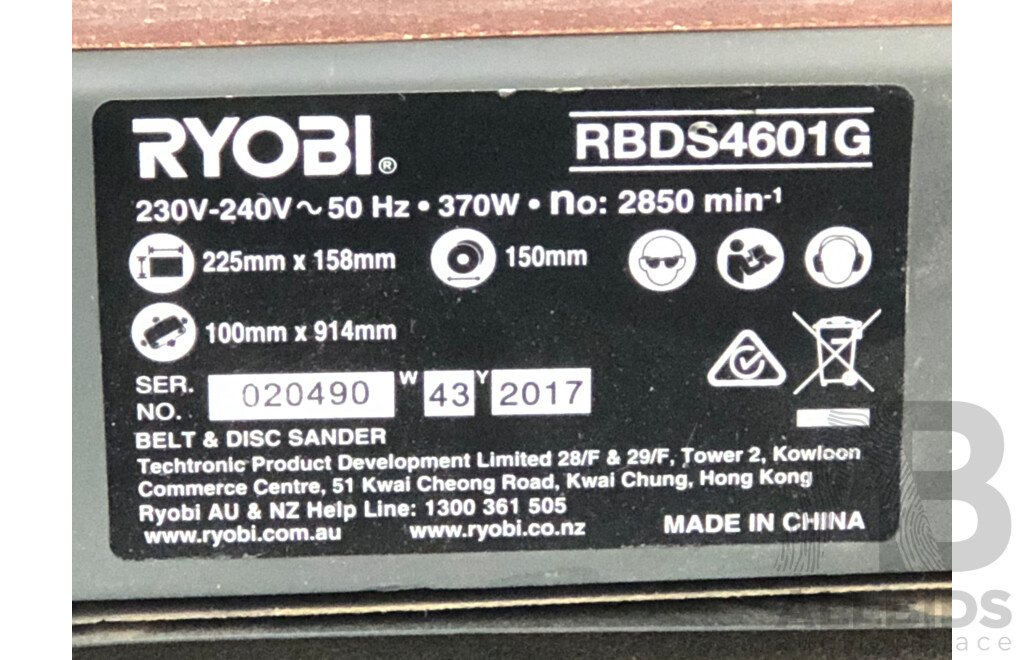 RYOBI®
RBDS4601G
230V-240V ~ 50 Hz • 370W • no: 2850 min-1
225mm x 158mm
150mm
100mm x 914mm
SER. NO. 020490 W 43 Y 2017
BELT & DISC SANDER
Techtronic Product Development Limited 28/F & 29/F, Tower 2, Kowloon
Commerce Centre, 51 Kwai Cheong Road, Kwai Chung, Hong Kong
Ryobi AU & NZ Help Line: 1300 361 505
www.ryobi.com.au www.ryobi.co.nz
MADE IN CHINA
B
ALLBIDS